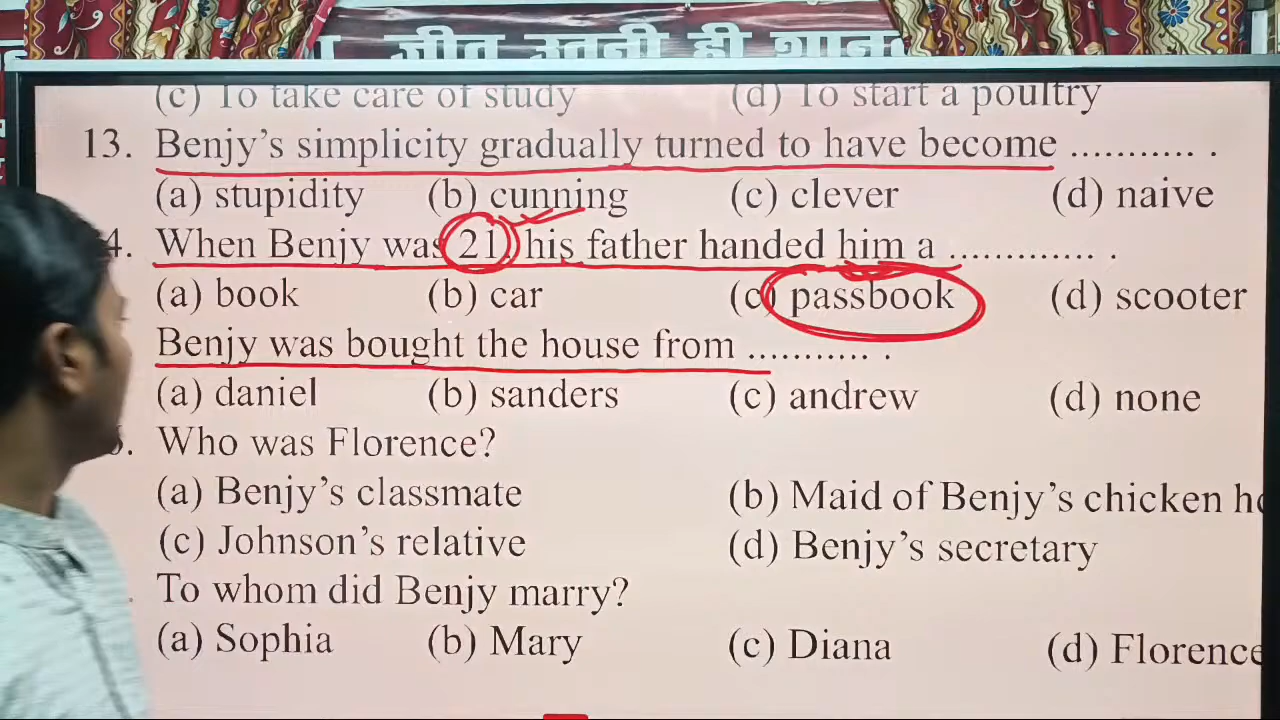 जीत उतनी ही शान
(c) To take care of study (d) To start a poultry
13. Benjy's simplicity gradually turned to have become ............ .
(a) stupidity (b) cunning (c) clever (d) naive
4. When Benjy was 21, his father handed him a ............. .
(a) book (b) car (c) passbook (d) scooter
Benjy was bought the house from ........... .
(a) daniel (b) sanders (c) andrew (d) none
. Who was Florence?
(a) Benjy's classmate (b) Maid of Benjy's chicken ho
(c) Johnson's relative (d) Benjy's secretary
. To whom did Benjy marry?
(a) Sophia (b) Mary (c) Diana (d) Florence